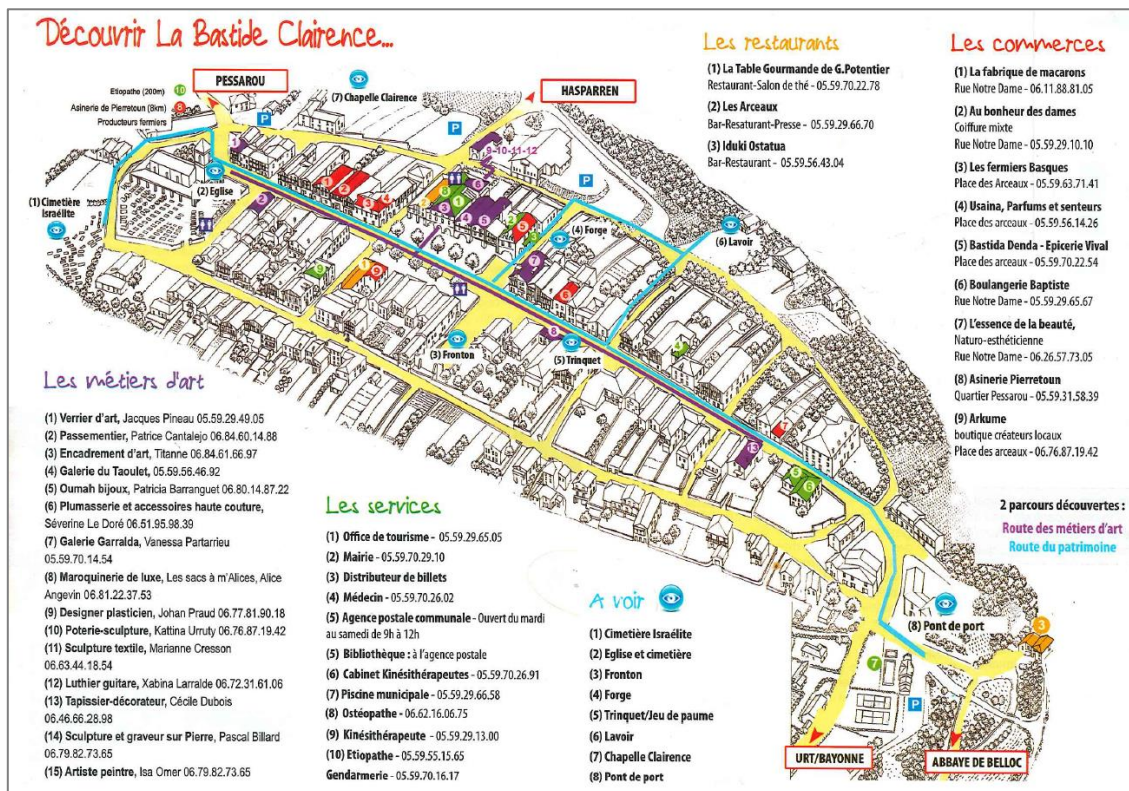 Découvrir La Bastide Clairence...
PESSAROU
HASPARREN
Etiopathe (200m) 10
Asinerie de Pierretoun (8km) 8
Producteurs fermiers
(7) Chapelle Clairence
P
P
P
9-10-11-12
(1) Cimetière
Israélite
(2) Eglise
(4) Forge
(6) Lavoir
(3) Fronton
(5) Trinquet
(8) Pont de port
P
URT/BAYONNE
ABBAYE DE BELLOC
Les restaurants
(1) La Table Gourmande de G.Potentier
Restaurant-Salon de thé - 05.59.70.22.78
(2) Les Arceaux
Bar-Resaturant-Presse - 05.59.29.66.70
(3) Iduki Ostatua
Bar-Restaurant - 05.59.56.43.04
Les commerces
(1) La fabrique de macarons
Rue Notre Dame - 06.11.88.81.05
(2) Au bonheur des dames
Coiffure mixte
Rue Notre Dame - 05.59.29.10.10
(3) Les fermiers Basques
Place des Arceaux - 05.59.63.71.41
(4) Usaina, Parfums et senteurs
Place des arceaux - 05.59.56.14.26
(5) Bastida Denda - Epicerie Vival
Place des arceaux - 05.59.70.22.54
(6) Boulangerie Baptiste
Rue Notre Dame - 05.59.29.65.67
(7) L'essence de la beauté,
Naturo-esthéticienne
Rue Notre Dame - 06.26.57.73.05
(8) Asinerie Pierretoun
Quartier Pessarou - 05.59.31.58.39
(9) Arkume
boutique créateurs locaux
Place des arceaux - 06.76.87.19.42
2 parcours découvertes :
Route des métiers d'art
Route du patrimoine
Les métiers d'art
(1) Verrier d'art, Jacques Pineau 05.59.29.49.05
(2) Passementier, Patrice Cantalejo 06.84.60.14.88
(3) Encadrement d'art, Titanne 06.84.61.66.97
(4) Galerie du Taoulet, 05.59.56.46.92
(5) Oumah bijoux, Patricia Barranguet 06.80.14.87.22
(6) Plumasserie et accessoires haute couture,
Séverine Le Doré 06.51.95.98.39
(7) Galerie Garralda, Vanessa Partarrieu
05.59.70.14.54
(8) Maroquinerie de luxe, Les sacs à m'Alices, Alice
Angevin 06.81.22.37.53
(9) Designer plasticien, Johan Praud 06.77.81.90.18
(10) Poterie-sculpture, Kattina Urruty 06.76.87.19.42
(11) Sculpture textile, Marianne Cresson
06.63.44.18.54
(12) Luthier guitare, Xabina Larralde 06.72.31.61.06
(13) Tapissier-décorateur, Cécile Dubois
06.46.66.28.98
(14) Sculpture et graveur sur Pierre, Pascal Billard
06.79.82.73.65
(15) Artiste peintre, Isa Omer 06.79.82.73.65
Les services
(1) Office de tourisme - 05.59.29.65.05
(2) Mairie - 05.59.70.29.10
(3) Distributeur de billets
(4) Médecin - 05.59.70.26.02
(5) Agence postale communale - Ouvert du mardi
au samedi de 9h à 12h
(5) Bibliothèque : à l'agence postale
(6) Cabinet Kinésithérapeutes - 05.59.70.26.91
(7) Piscine municipale - 05.59.29.66.58
(8) Ostéopathe - 06.62.16.06.75
(9) Kinésithérapeute - 05.59.29.13.00
(10) Etiopathe - 05.59.55.15.65
Gendarmerie - 05.59.70.16.17
A voir
(1) Cimetière Israélite
(2) Eglise et cimetière
(3) Fronton
(4) Forge
(5) Trinquet/Jeu de paume
(6) Lavoir
(7) Chapelle Clairence
(8) Pont de port